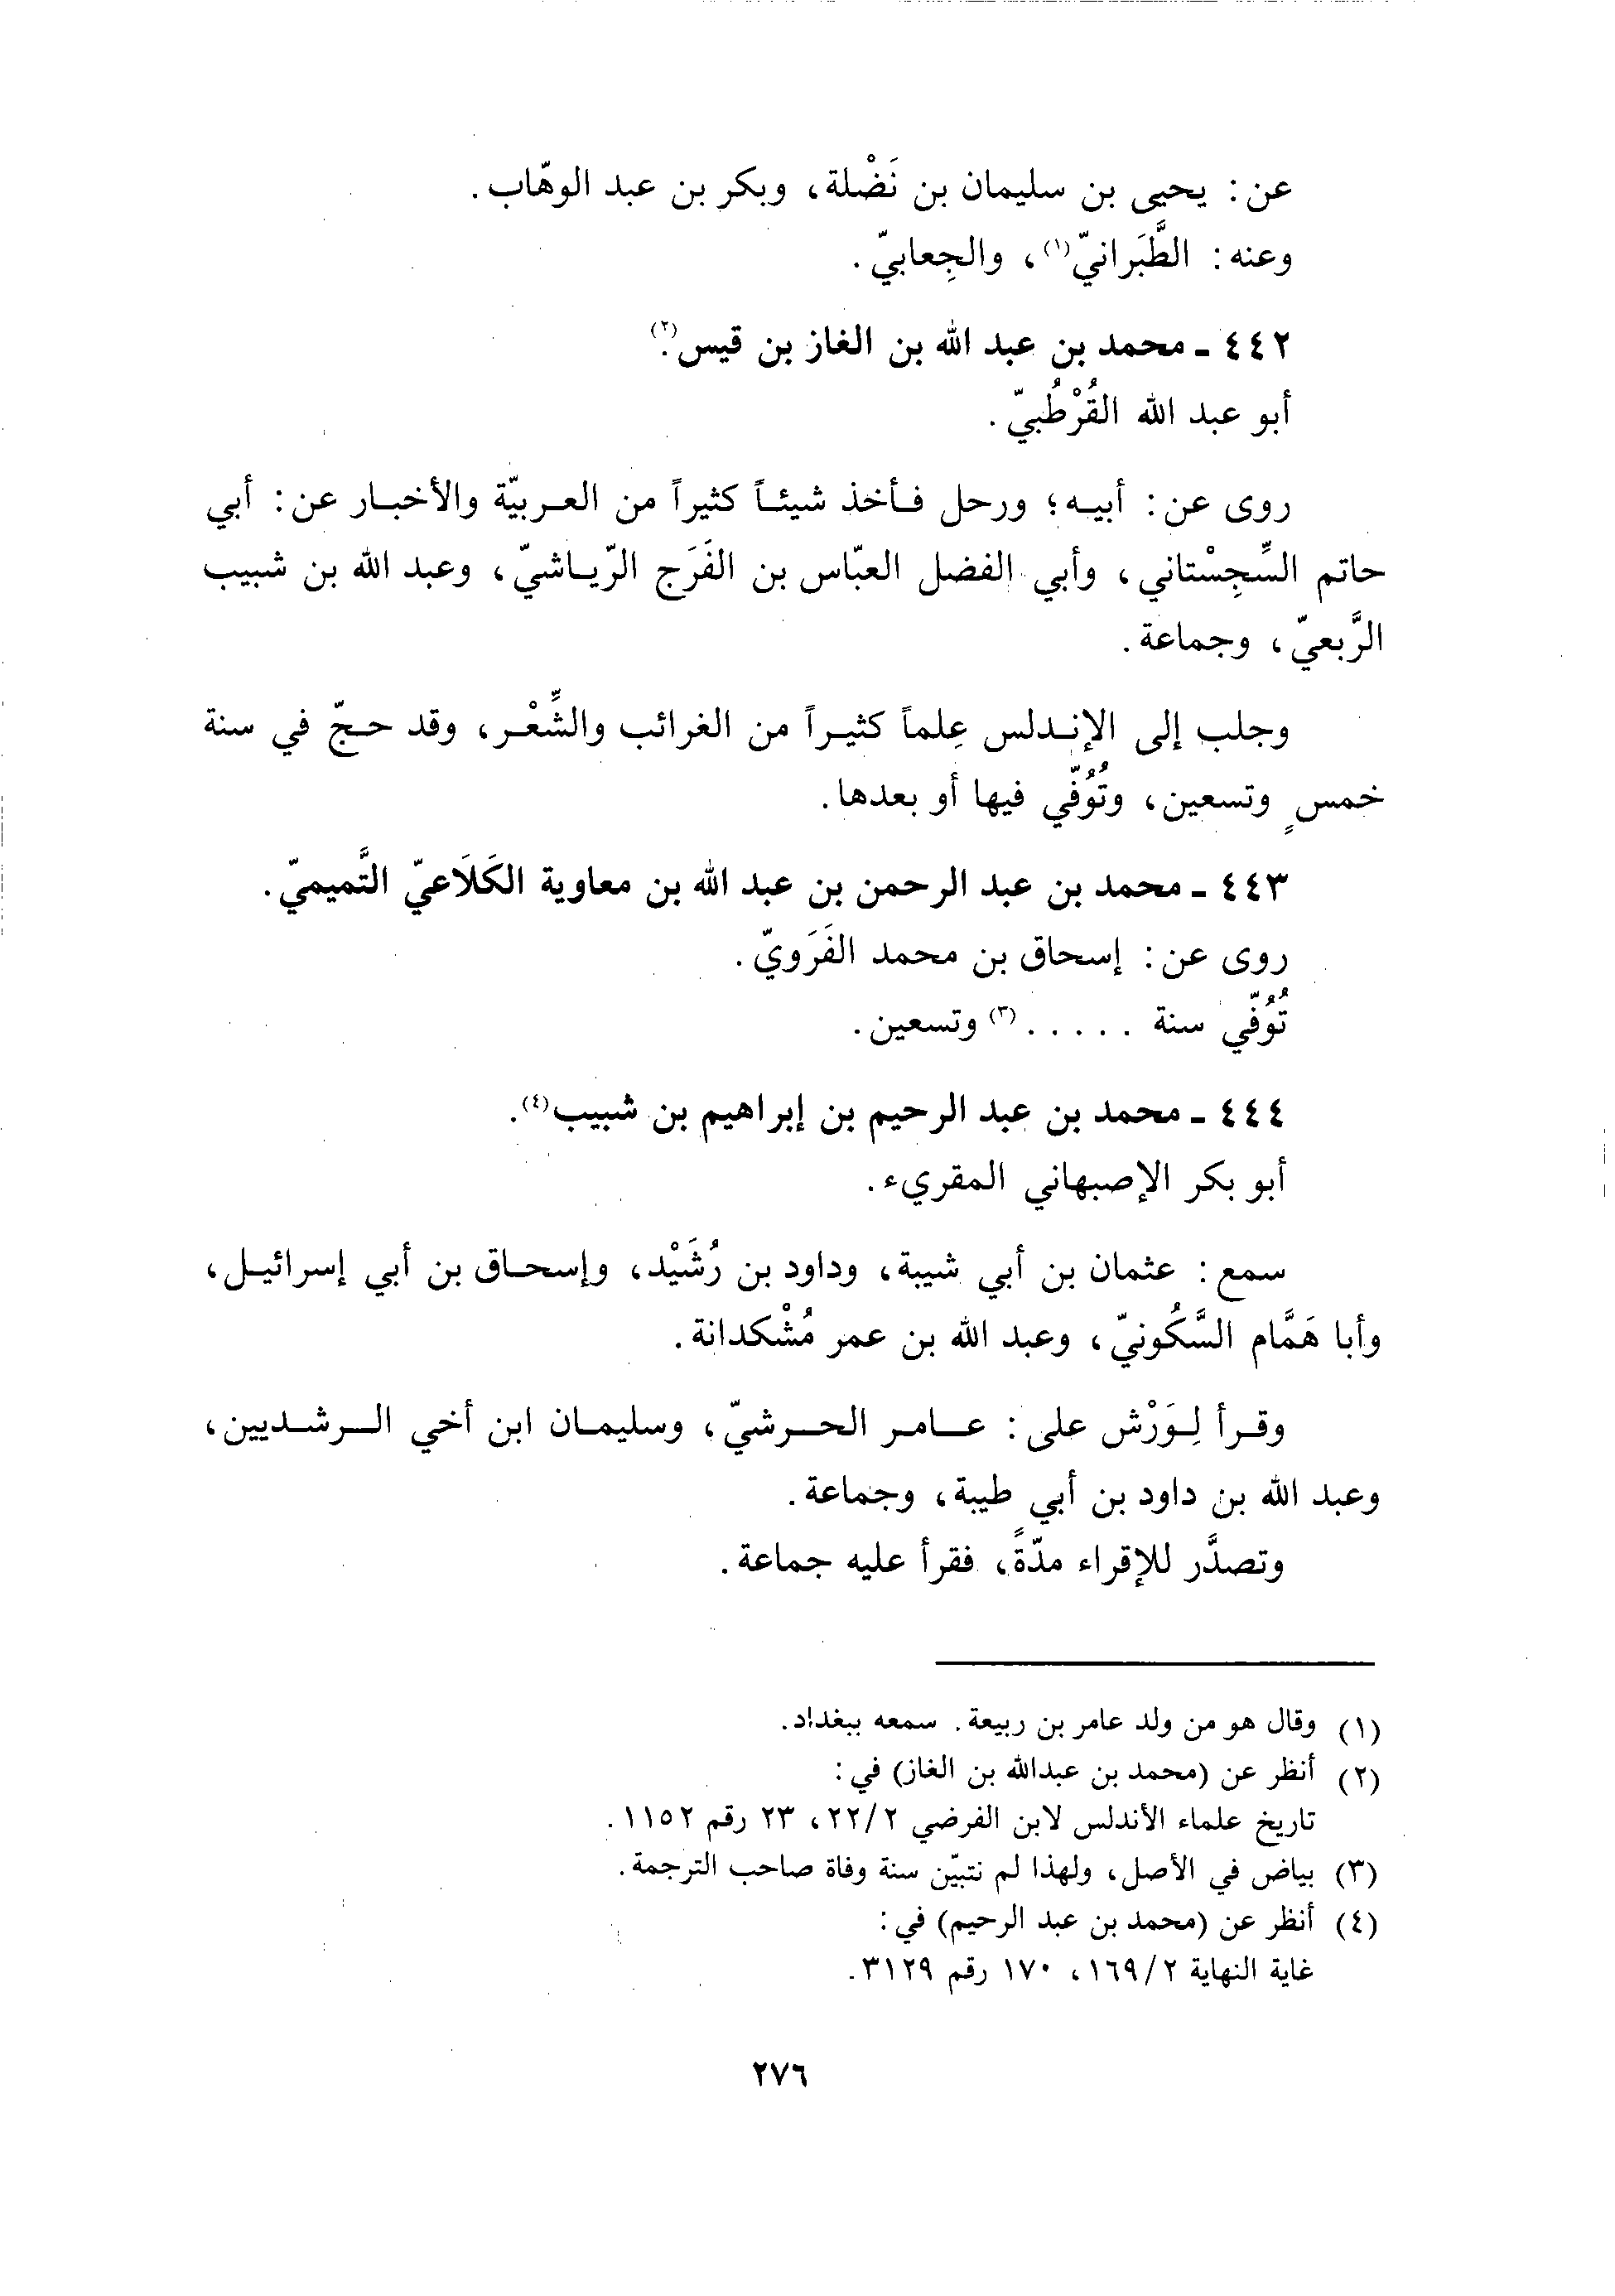 عن: يحيى بن سليمان بن نَضْلة، وبكر بن عبد الوهّاب.
وعنه: الطَّبَرانيّ(١)، والجِعابيّ.
٤٤٢ ـ محمد بن عبد الله بن الغاز بن قيس(٢).
أبو عبد الله القُرْطُبيّ.
روى عن: أبيه؛ ورحل فأخذ شيئاً كثيراً من العربيّة والأخبار عن: أبي
حاتم السِّجِسْتاني، وأبي الفضل العبّاس بن الفَرَج الرّياشيّ، وعبد الله بن شبيب
الرَّبعيّ، وجماعة.
وجلب إلى الإندلس عِلماً كثيراً من الغرائب والشِّعْر، وقد حجّ في سنة
خمسٍ وتسعين، وتُوُفّي فيها أو بعدها.
٤٤٣ ـ محمد بن عبد الرحمن بن عبد الله بن معاوية الكَلَاعيّ التَّميميّ.
روى عن: إسحاق بن محمد الفَرَويّ.
تُوُفّي سنة . . . . .(٣) وتسعين.
٤٤٤ ـ محمد بن عبد الرحيم بن إبراهيم بن شبيب(٤).
أبو بكر الإصبهاني المقريء.
سمع: عثمان بن أبي شيبة، وداود بن رُشَيْد، وإسحاق بن أبي إسرائيل،
وأبا هَمَّام السَّكُونيّ، وعبد الله بن عمر مُشْكدانة.
وقرأ لِوَرْش على: عامر الحرشيّ، وسليمان ابن أخي الرشديين،
وعبد الله بن داود بن أبي طيبة، وجماعة.
وتصدَّر للإقراء مدّةً، فقرأ عليه جماعة.
(١) وقال هو من ولد عامر بن ربيعة. سمعه ببغداد.
(٢) أنظر عن (محمد بن عبدالله بن الغاز) في:
تاريخ علماء الأندلس لابن الفرضي ٢٢/٢، ٢٣ رقم ١١٥٢.
(٣) بياض في الأصل، ولهذا لم نتبيّن سنة وفاة صاحب الترجمة.
(٤) أنظر عن (محمد بن عبد الرحيم) في:
غاية النهاية ١٦٩/٢، ١٧٠ رقم ٣١٢٩.
٢٧٦